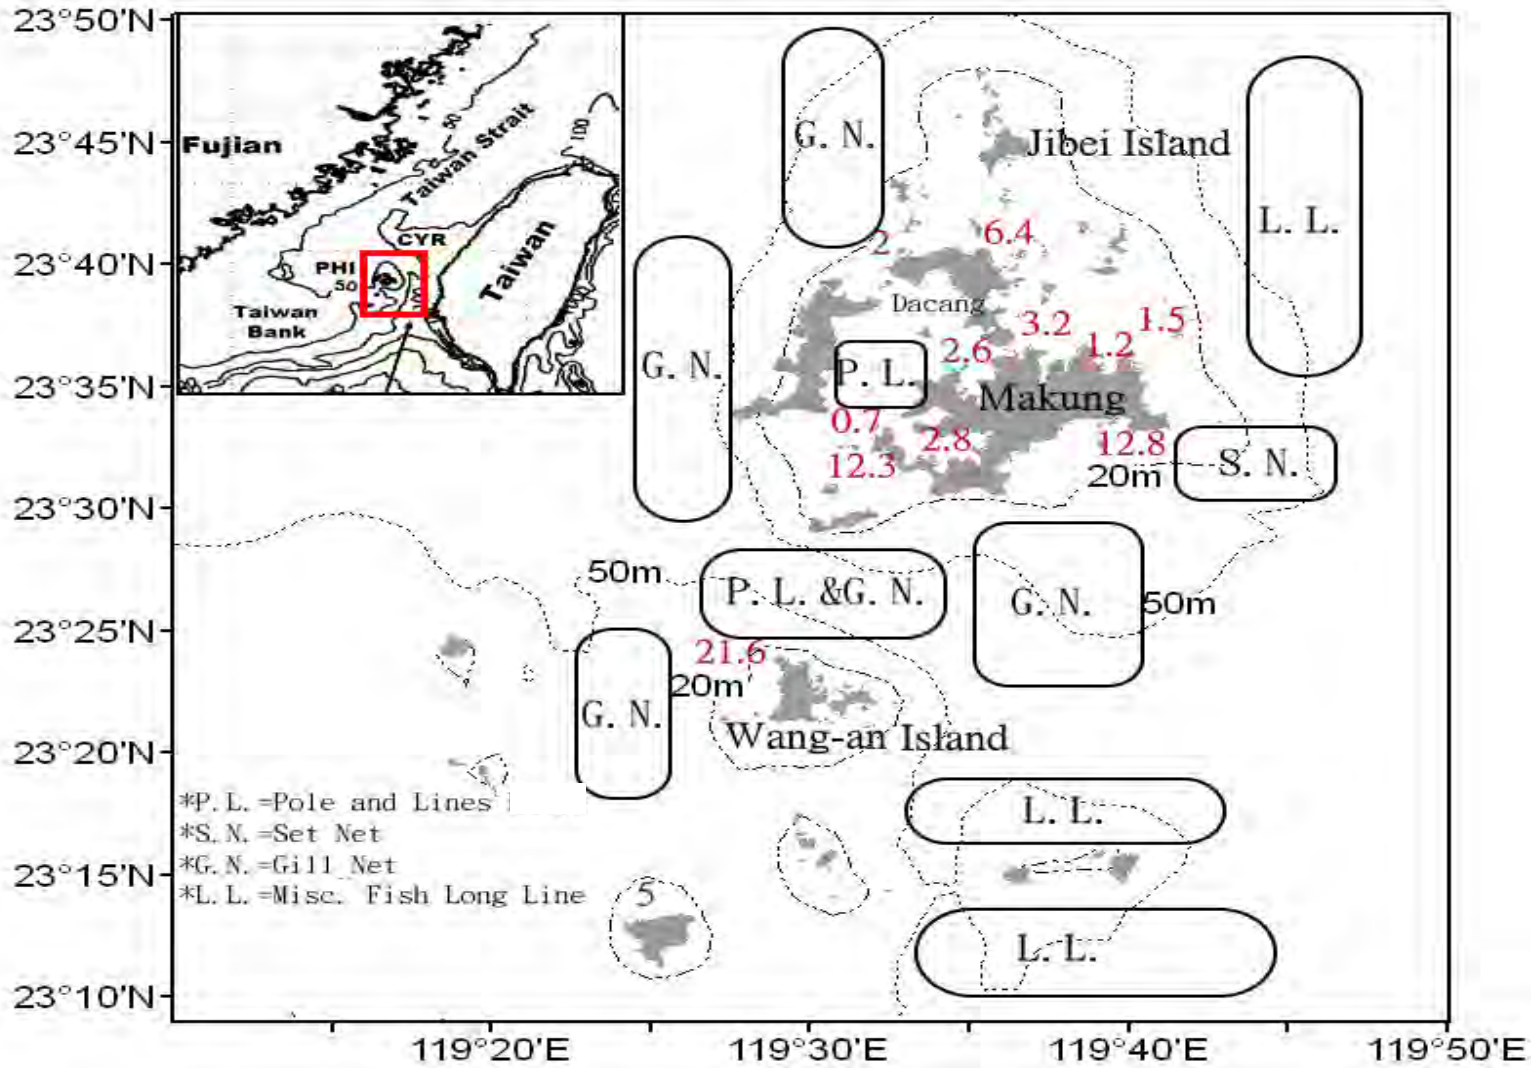 23°50'N
23°45'N
23°40'N
23°35'N
23°30'N
23°25'N
23°20'N
23°15'N
23°10'N
119°20'E
119°30'E
119°40'E
119°50'E
Fujian
50
Taiwan Strait
100
CYR
PHI
50
Taiwan
Taiwan
Bank
100
100
G. N.
Jibei Island
L. L.
2
6.4
Dacang
3.2
1.5
2.6
1.2
G. N.
P. L.
Makung
0.7
2.8
12.8
12.3
20m
S. N.
50m
P. L. &G. N.
G. N.
50m
21.6
20m
G. N.
Wang-an Island
*P.L.=Pole and Lines
*S.N.=Set Net
*G.N.=Gill Net
*L.L.=Misc. Fish Long Line
L. L.
5
L. L.